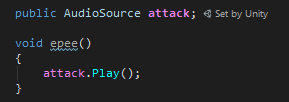 public AudioSource attack; Set by Unity
void epee()
{
attack.Play();
}